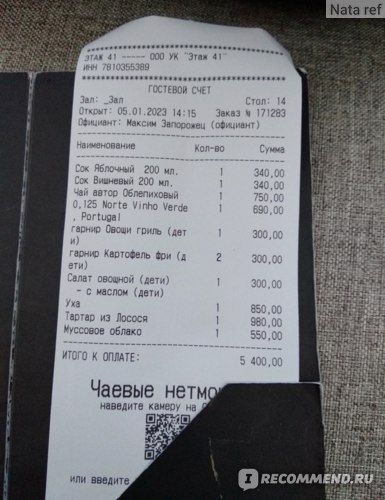 Nata ref
ЭТАЖ 41 ----- ООО УК "Этаж 41"
ИНН 7810355389
ГОСТЕВОЙ СЧЕТ
Зал: _Зал Стол: 14
Открыт: 05.01.2023 14:15 Заказ № 171283
Официант: Максим Запорожец (официант)
Наименование Кол-во Сумма
Сок Яблочный 200 мл. 1 340,00
Сок Вишневый 200 мл. 1 340,00
Чай автор Облепиховый 1 750,00
0,125 Norte Vinho Verde 1 690,00
, Portugal
гарнир Овощи гриль (дет 1 300,00
и)
гарнир Картофель фри (д 2 300,00
ети)
Салат овощной (дети) 1 300,00
- с маслом (дети)
Уха 1 850,00
Тартар из Лосося 1 980,00
Муссовое облако 1 550,00
ИТОГО К ОПЛАТЕ: 5 400,00
Чаевые нетмон
наведите камеру на
или введите
IRECOMMEND.RU